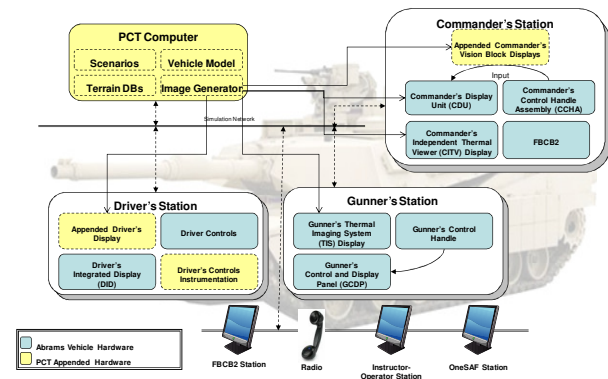 PCT Computer
Scenarios
Vehicle Model
Terrain DBs
Image Generator
Simulation Network
Commander's Station
Appended Commander's
Vision Block Displays
Input
Commander's Display
Unit (CDU)
Commander's
Control Handle
Assembly (CCHA)
Commander's
Independent Thermal
Viewer (CITV) Display
FBCB2
Driver's Station
Appended Driver's
Display
Driver Controls
Driver's
Integrated Display
(DID)
Driver's Controls
Instrumentation
Gunner's Station
Gunner's Thermal
Imaging System
(TIS) Display
Gunner's Control
Handle
Gunner's
Control and Display
Panel (GCDP)
Abrams Vehicle Hardware
PCT Appended Hardware
FBCB2 Station
Radio
Instructor-
Operator Station
OneSAF Station